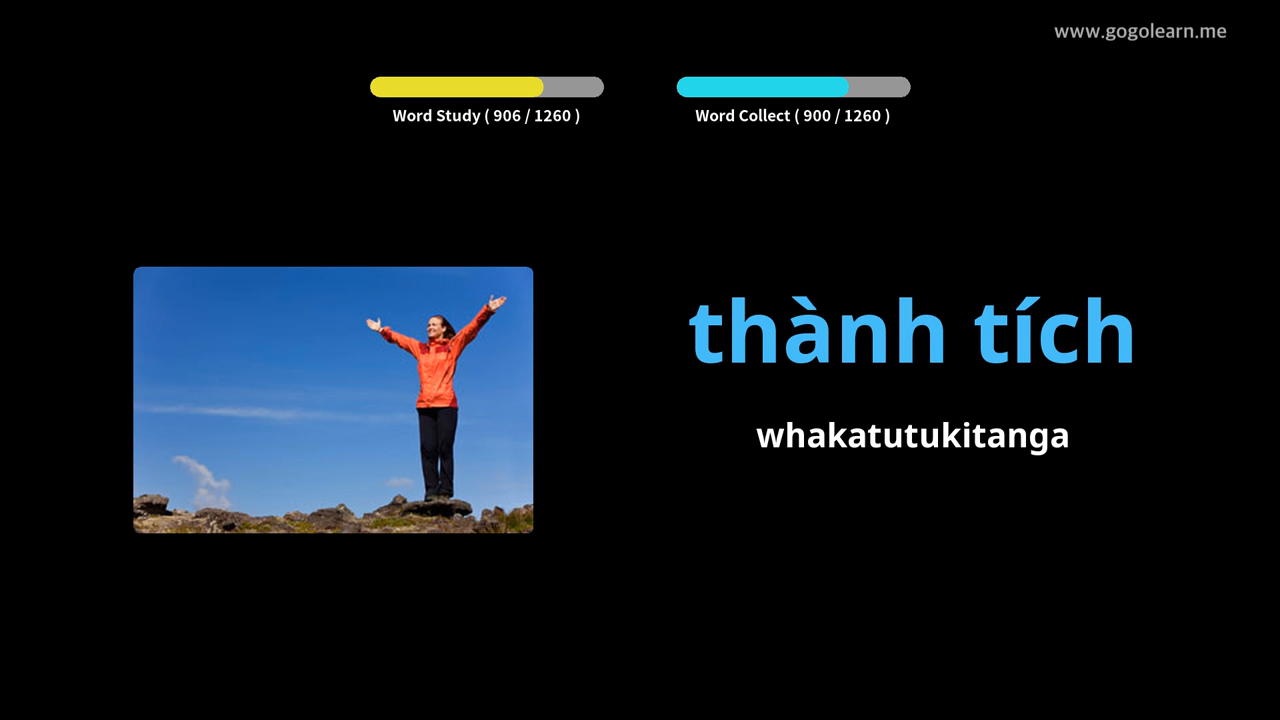 www.gogolearn.me
Word Study ( 906 / 1260 )
Word Collect ( 900 / 1260 )
thành tích
whakatutukitanga